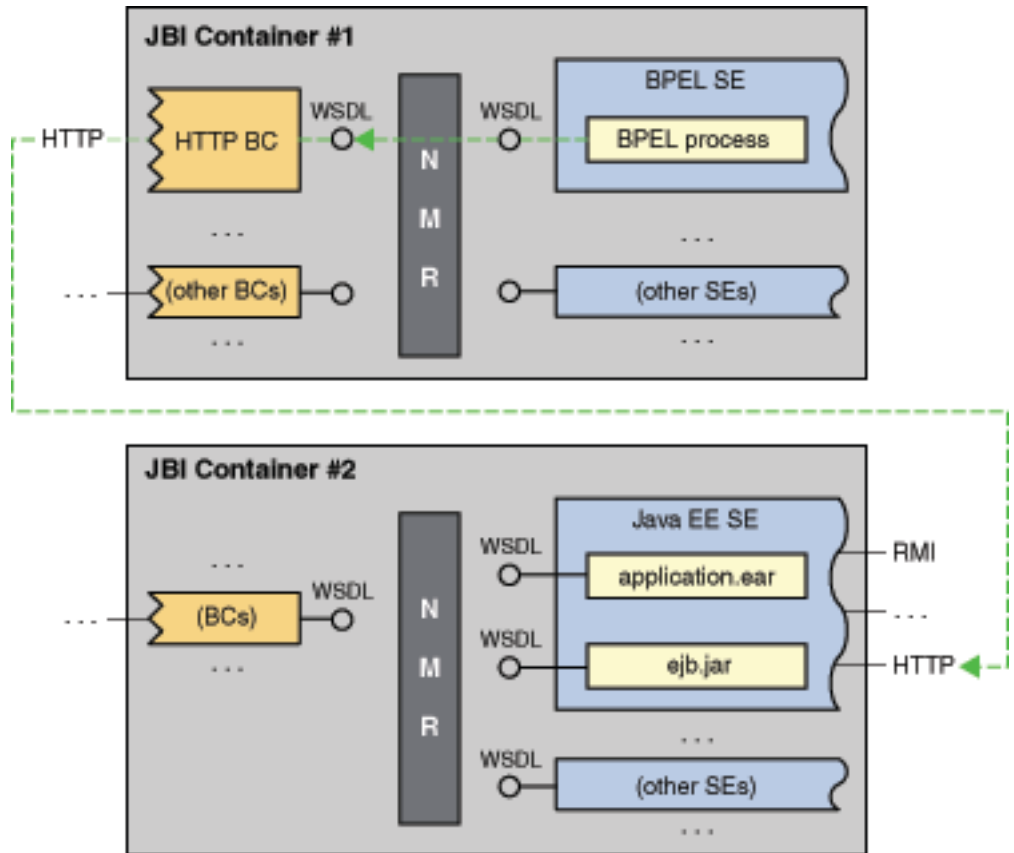 JBI Container #1
BPEL SE
WSDL
WSDL
HTTP
HTTP BC
BPEL process
N
M
R
. . .
. . .
. . .
(other BCs)
(other SEs)
. . .
. . .
JBI Container #2
Java EE SE
WSDL
RMI
application.ear
. . .
WSDL
. . .
. . .
(BCs)
N
M
R
WSDL
. . .
ejb.jar
HTTP
. . .
WSDL
(other SEs)
. . .